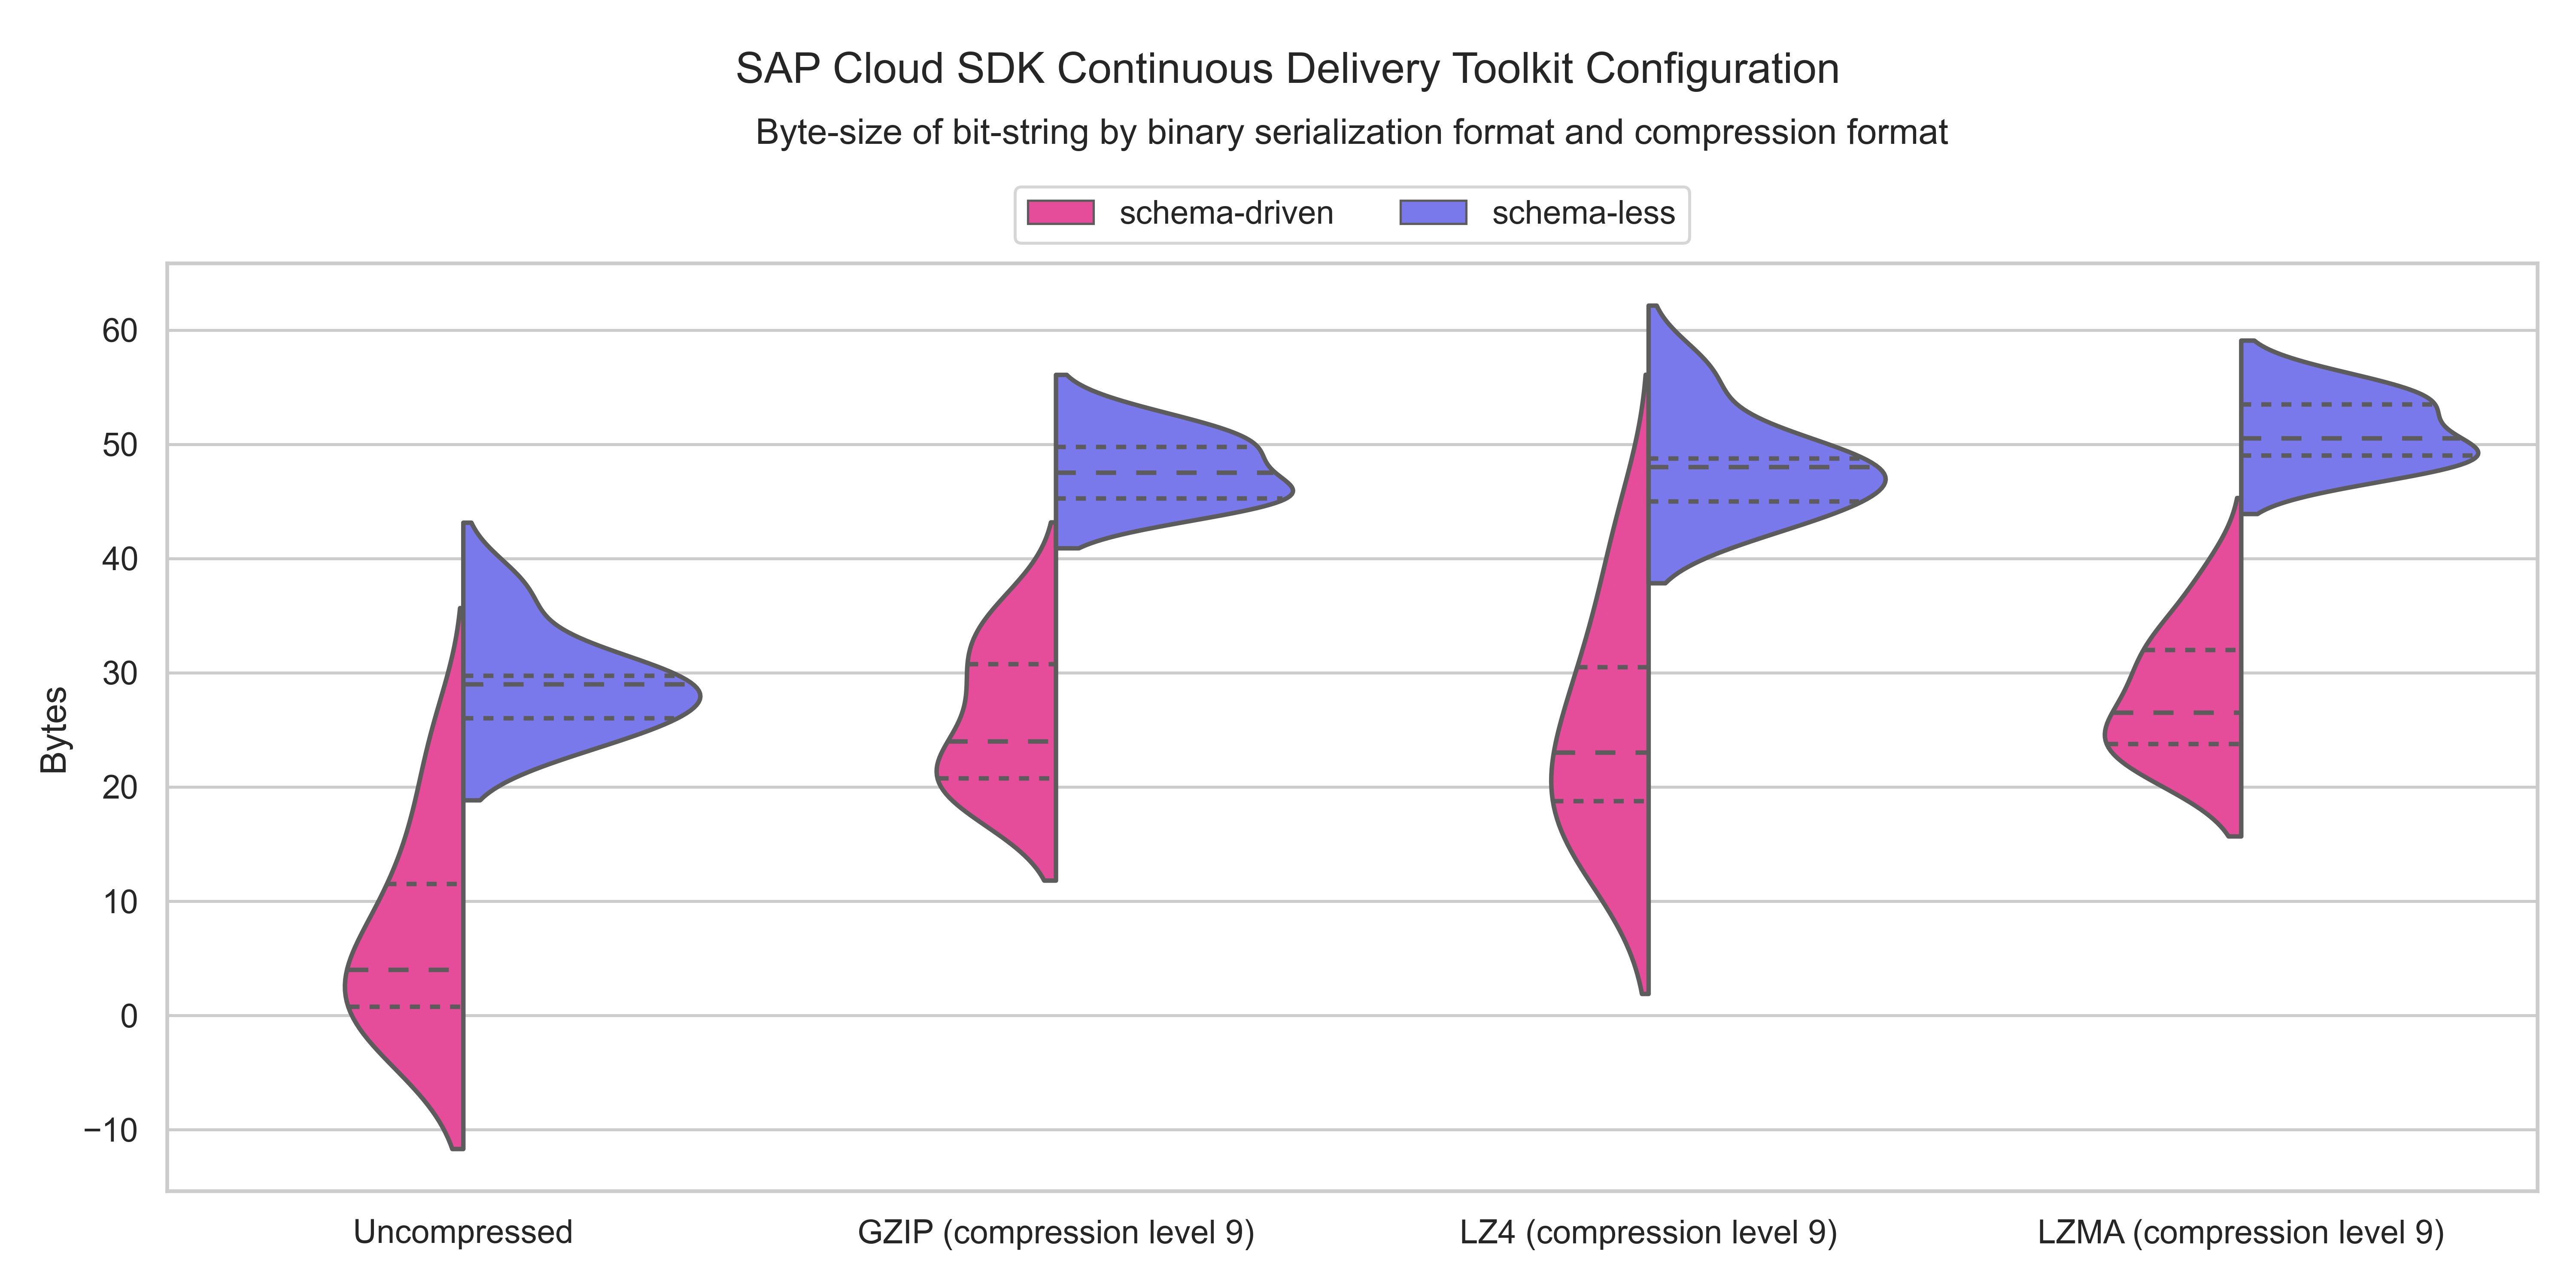 SAP Cloud SDK Continuous Delivery Toolkit Configuration
Byte-size of bit-string by binary serialization format and compression format
schema-driven schema-less
60
50
40
30
20
10
0
−10
Bytes
Uncompressed GZIP (compression level 9) LZ4 (compression level 9) LZMA (compression level 9)